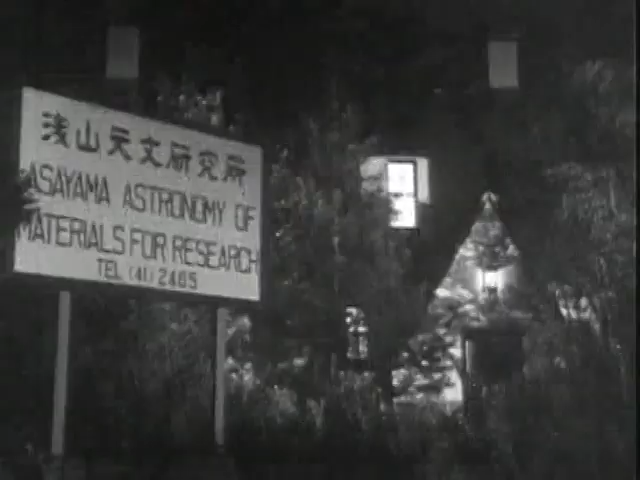 浅山天文研究所
ASAYAMA ASTRONOMY OF
MATERIALS FOR RESEARCH
TEL (41) 2465